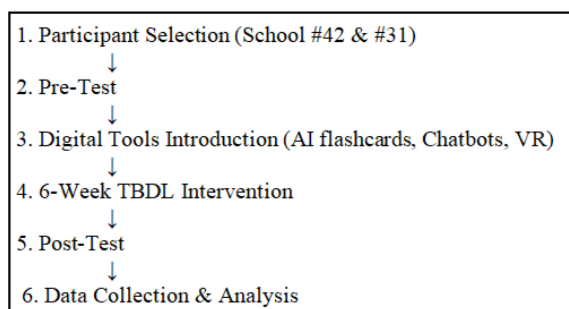 1. Participant Selection (School #42 & #31)
↓
2. Pre-Test
↓
3. Digital Tools Introduction (AI flashcards, Chatbots, VR)
↓
4. 6-Week TBDL Intervention
↓
5. Post-Test
↓
6. Data Collection & Analysis